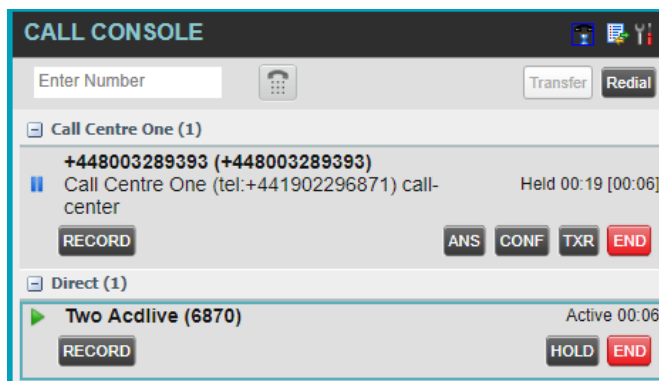 CALL CONSOLE
Enter Number
Transfer Redial
Call Centre One (1)
+448003289393 (+448003289393)
Call Centre One (tel:+441902296871) call-
center
Held 00:19 [00:06]
RECORD ANS CONF TXR END
Direct (1)
Two Acdlive (6870) Active 00:06
RECORD HOLD END